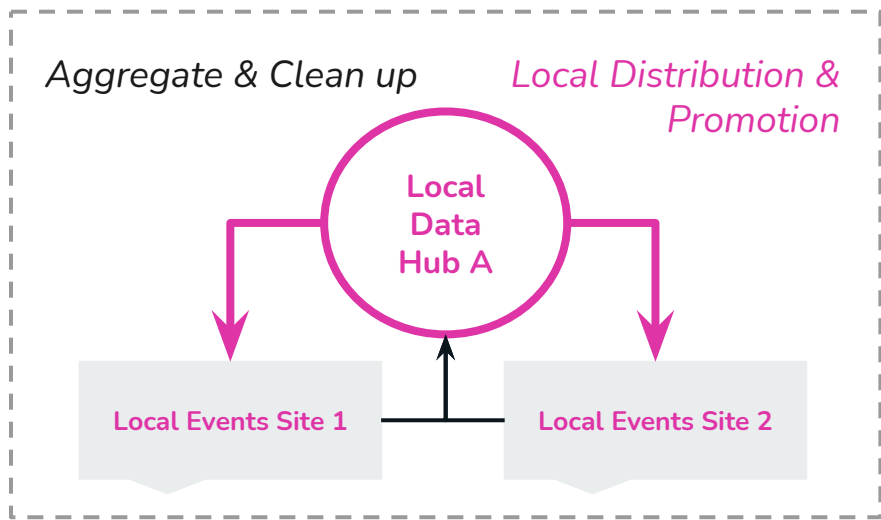 Aggregate & Clean up
Local Distribution &
Promotion
Local
Data
Hub A
Local Events Site 1
Local Events Site 2